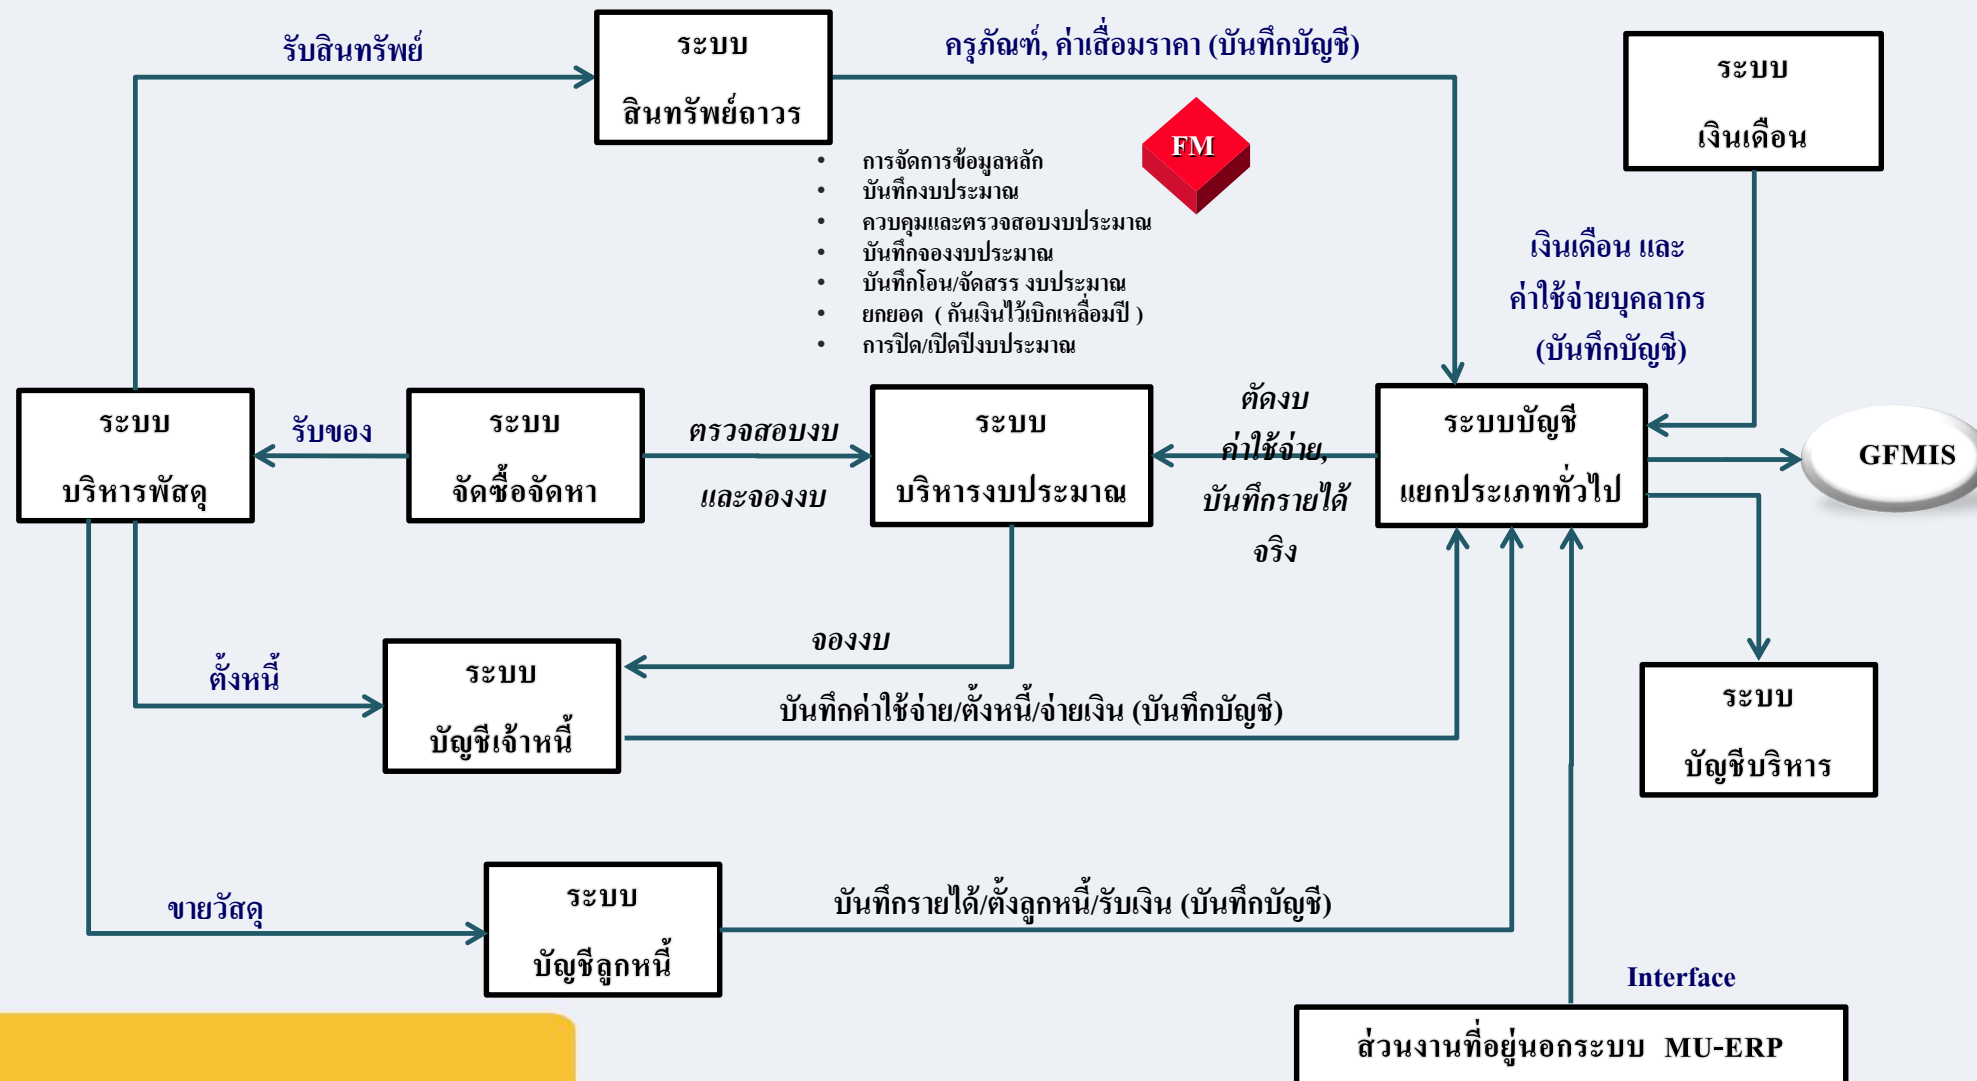 รับสินทรัพย์
ระบบ
สินทรัพย์ถาวร
ครุภัณฑ์, ค่าเสื่อมราคา (บันทึกบัญชี)
ระบบ
เงินเดือน
FM
• การจัดการข้อมูลหลัก
• บันทึกงบประมาณ
• ควบคุมและตรวจสอบงบประมาณ
• บันทึกจองงบประมาณ
• บันทึกโอน/จัดสรร งบประมาณ
• ยกยอด ( กันเงินไว้เบิกเหลื่อมปี )
• การปิด/เปิดปีงบประมาณ
เงินเดือน และ
ค่าใช้จ่ายบุคลากร
(บันทึกบัญชี)
ระบบ
บริหารพัสดุ
รับของ
ระบบ
จัดซื้อจัดหา
ตรวจสอบงบ
และจองงบ
ระบบ
บริหารงบประมาณ
ตัดงบ
ค่าใช้จ่าย,
บันทึกรายได้
จริง
ระบบบัญชี
แยกประเภททั่วไป
GFMIS
ตั้งหนี้
ระบบ
บัญชีเจ้าหนี้
จองงบ
บันทึกค่าใช้จ่าย/ตั้งหนี้/จ่ายเงิน (บันทึกบัญชี)
ระบบ
บัญชีบริหาร
ขายวัสดุ
ระบบ
บัญชีลูกหนี้
บันทึกรายได้/ตั้งลูกหนี้/รับเงิน (บันทึกบัญชี)
Interface
ส่วนงานที่อยู่นอกระบบ MU-ERP